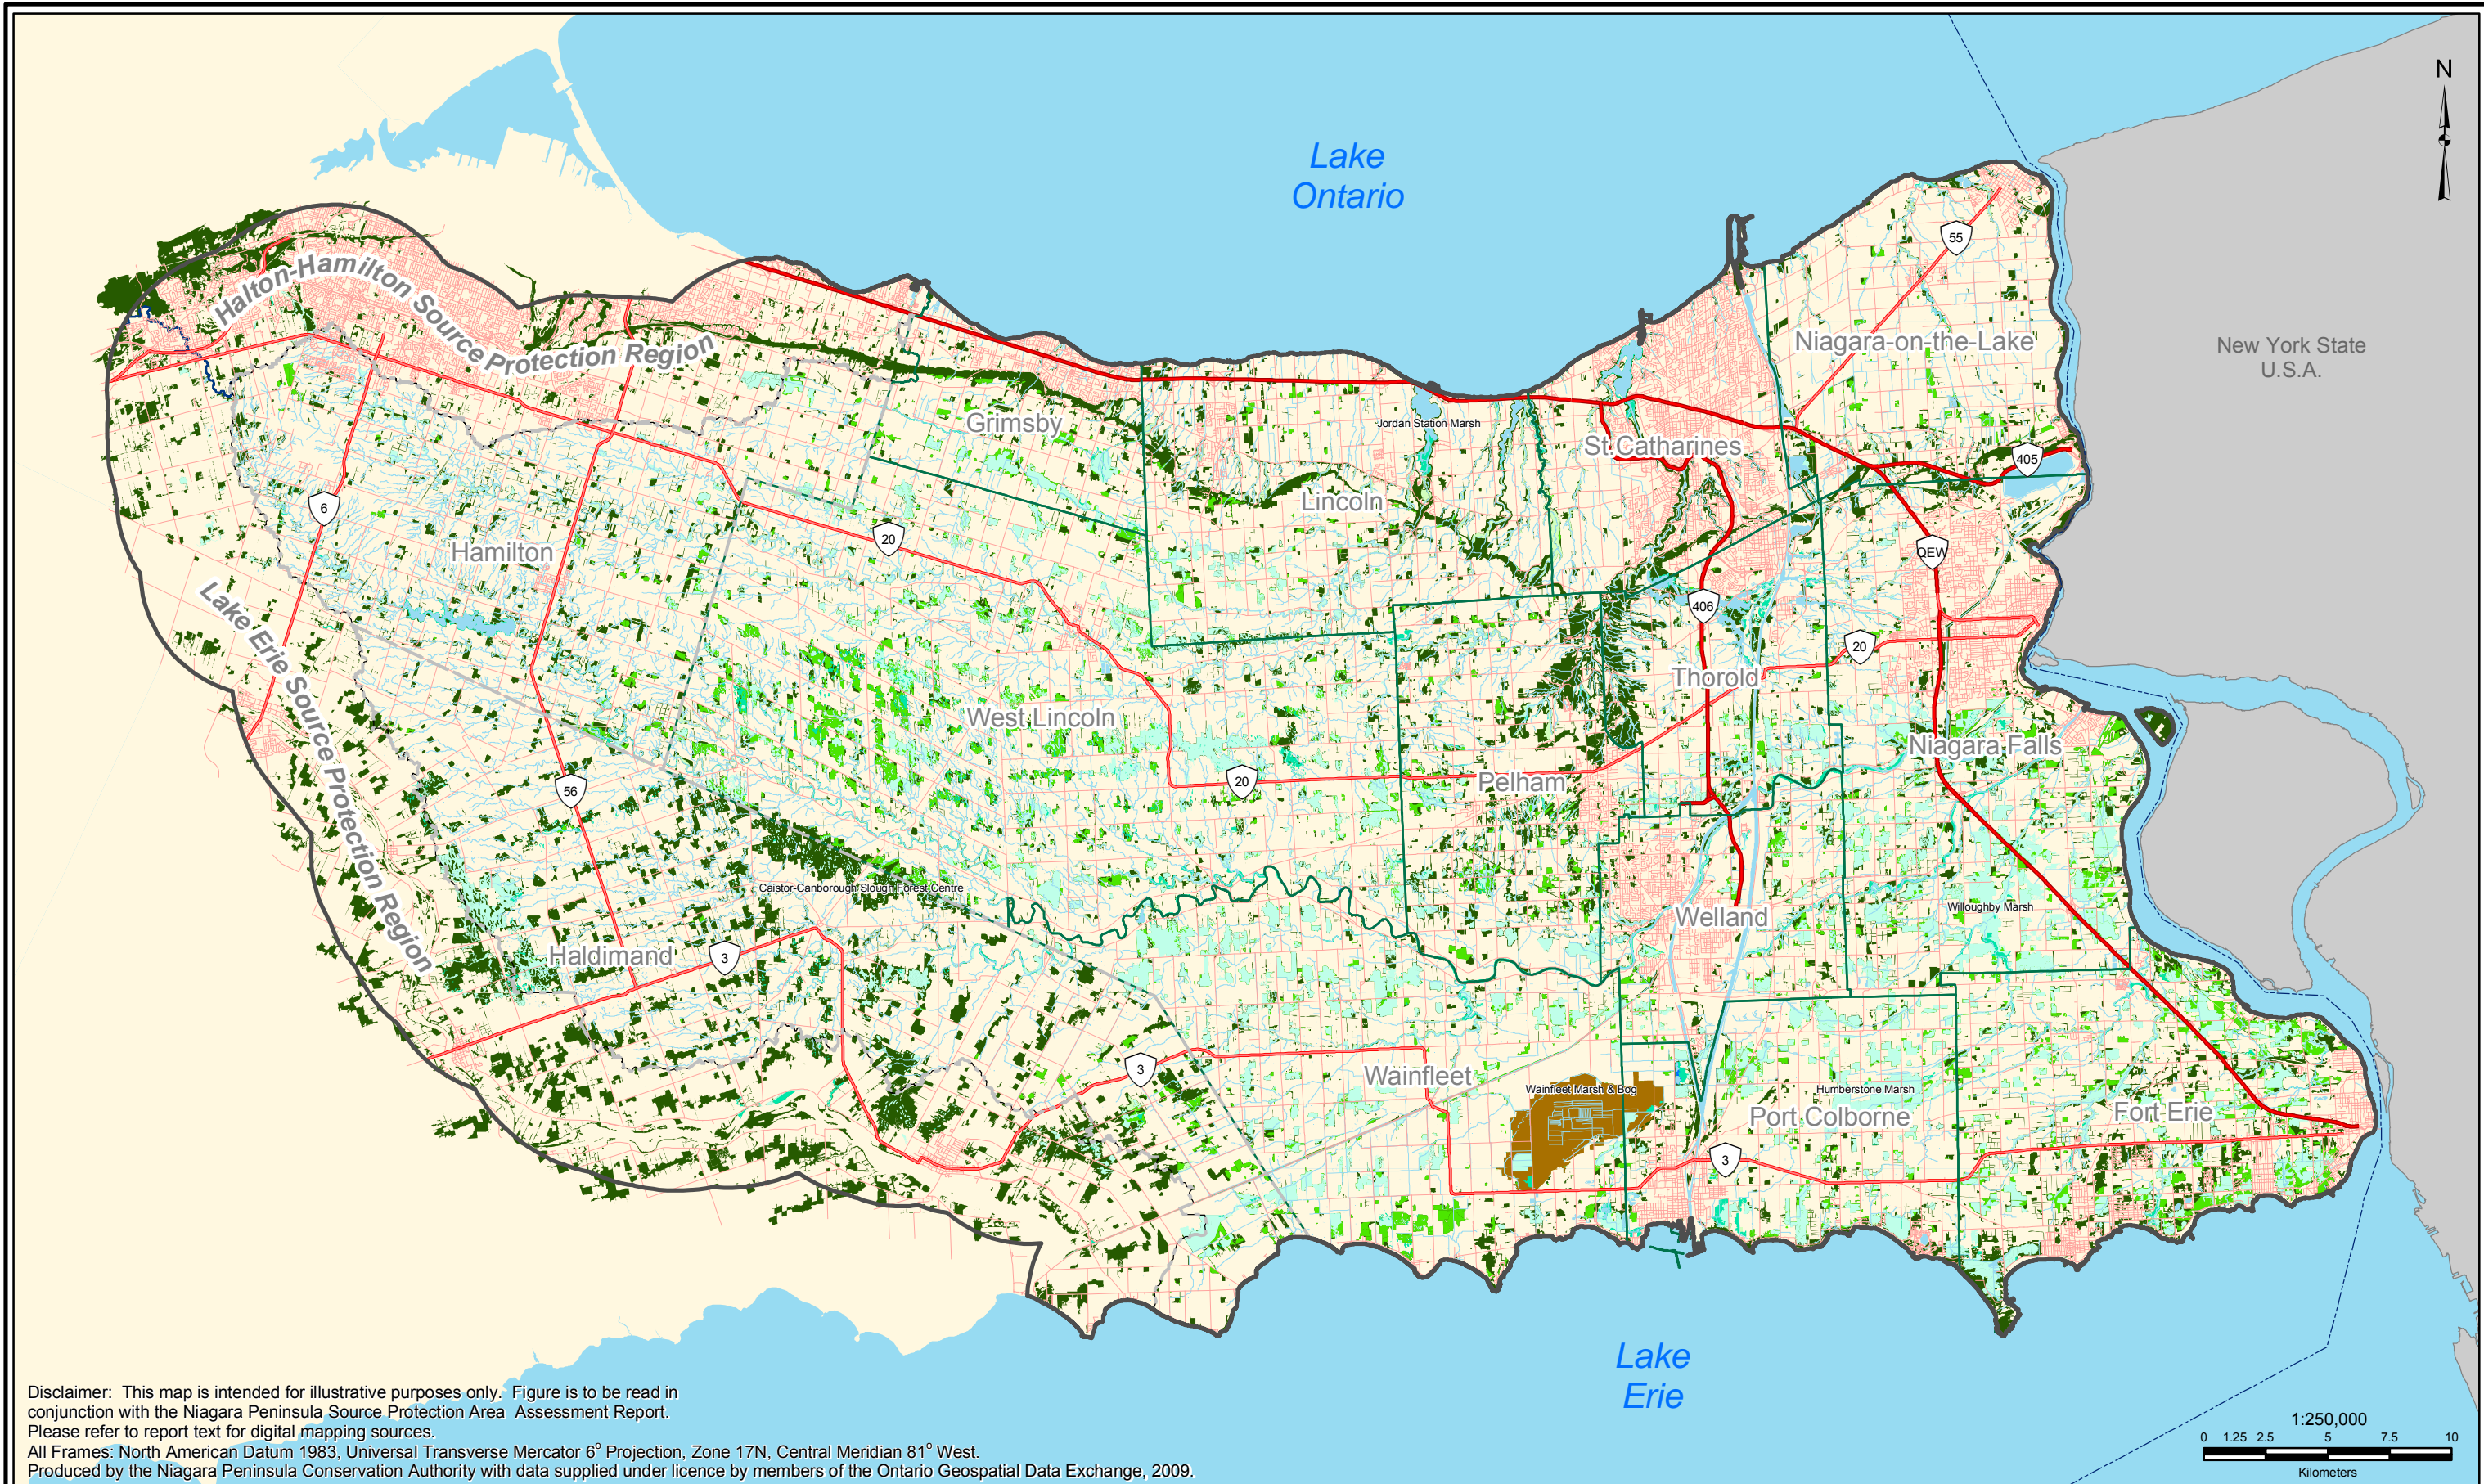 N
Lake
Ontario
55
Halton-Hamilton Source Protection Region
Niagara-on-the-Lake
New York State
U.S.A.
Grimsby
Jordan Station Marsh
St.Catharines
405
Lincoln
6
20
Hamilton
QEW
406
Lake Erie Source Protection Region
20
Thorold
West Lincoln
Niagara Falls
20
Pelham
56
Caistor-Canborough Slough Forest Centre
Willoughby Marsh
Welland
Haldimand
3
3
Wainfleet
Wainfleet Marsh & Bog
Humberstone Marsh
Port Colborne
Fort Erie
3
Lake
Erie
Disclaimer: This map is intended for illustrative purposes only. Figure is to be read in
conjunction with the Niagara Peninsula Source Protection Area Assessment Report.
Please refer to report text for digital mapping sources.
All Frames: North American Datum 1983, Universal Transverse Mercator 6° Projection, Zone 17N, Central Meridian 81° West.
Produced by the Niagara Peninsula Conservation Authority with data supplied under licence by members of the Ontario Geospatial Data Exchange, 2009.
1:250,000
0 1.25 2.5 5 7.5 10
Kilometers